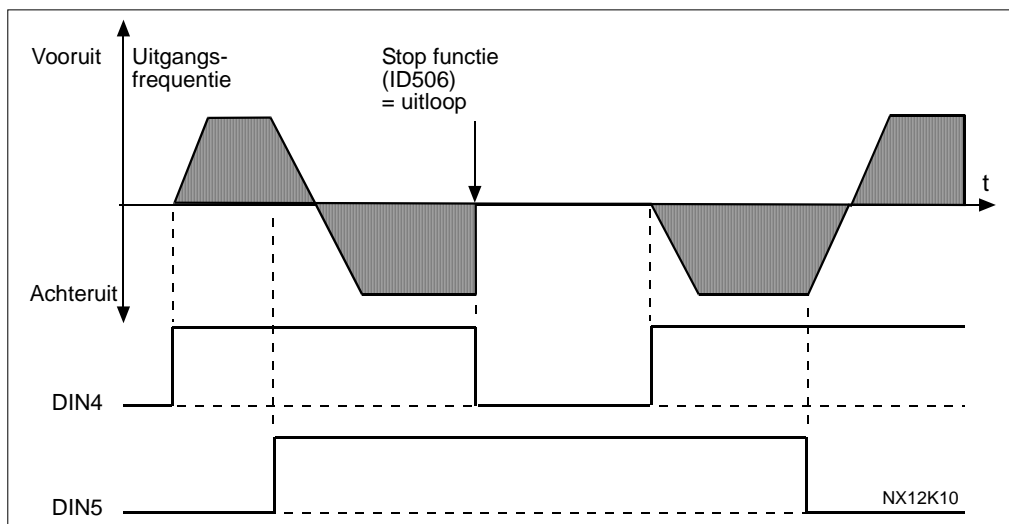 Vooruit
Uitgangs-
frequentie
Stop functie
(ID506)
= uitloop
t
Achteruit
DIN4
DIN5
NX12K10